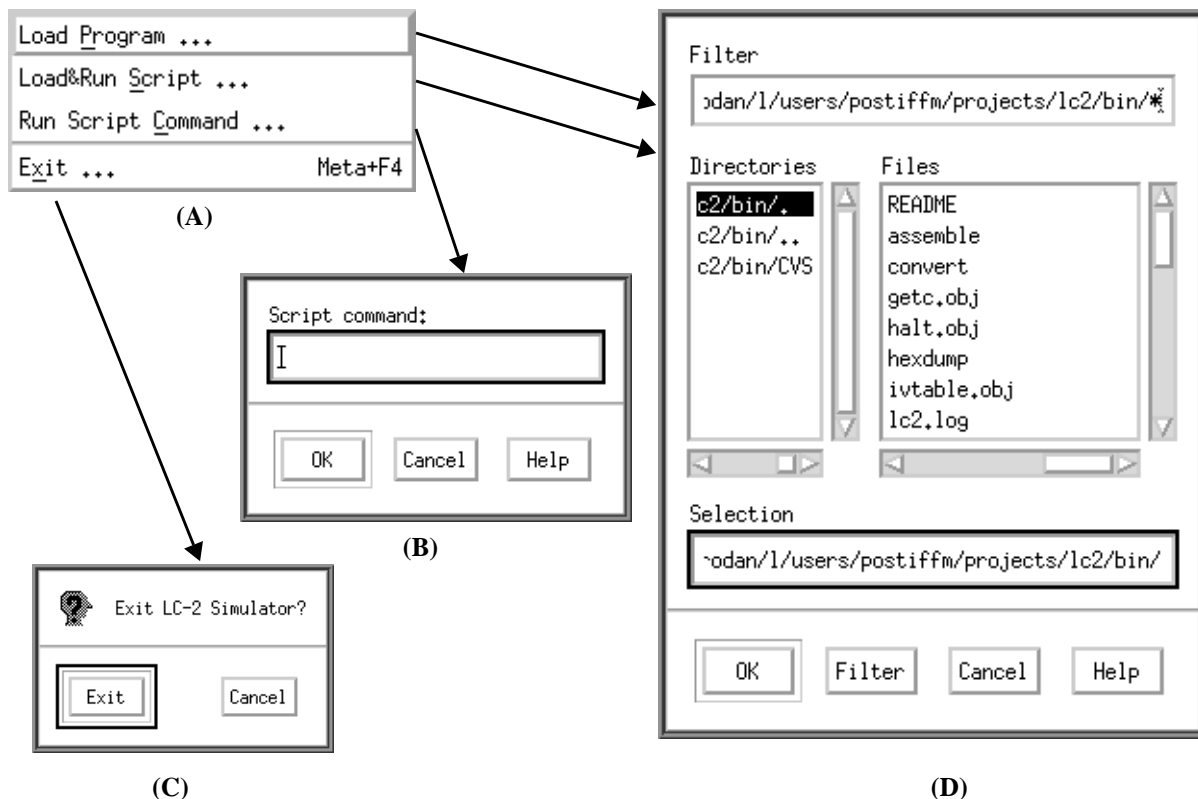 Load Program ...
Load&Run Script ...
Run Script Command ...
Exit ... Meta+F4
(A)
Script command:
OK Cancel Help
(B)
Exit LC-2 Simulator?
Exit Cancel
(C)
Filter
odan/l/users/postiffm/projects/lc2/bin/*
Directories Files
c2/bin/. README
c2/bin/.. assemble
c2/bin/CVS convert
getc.obj
halt.obj
hexdump
ivtable.obj
lc2.log
Selection
odan/l/users/postiffm/projects/lc2/bin/
OK Filter Cancel Help
(D)